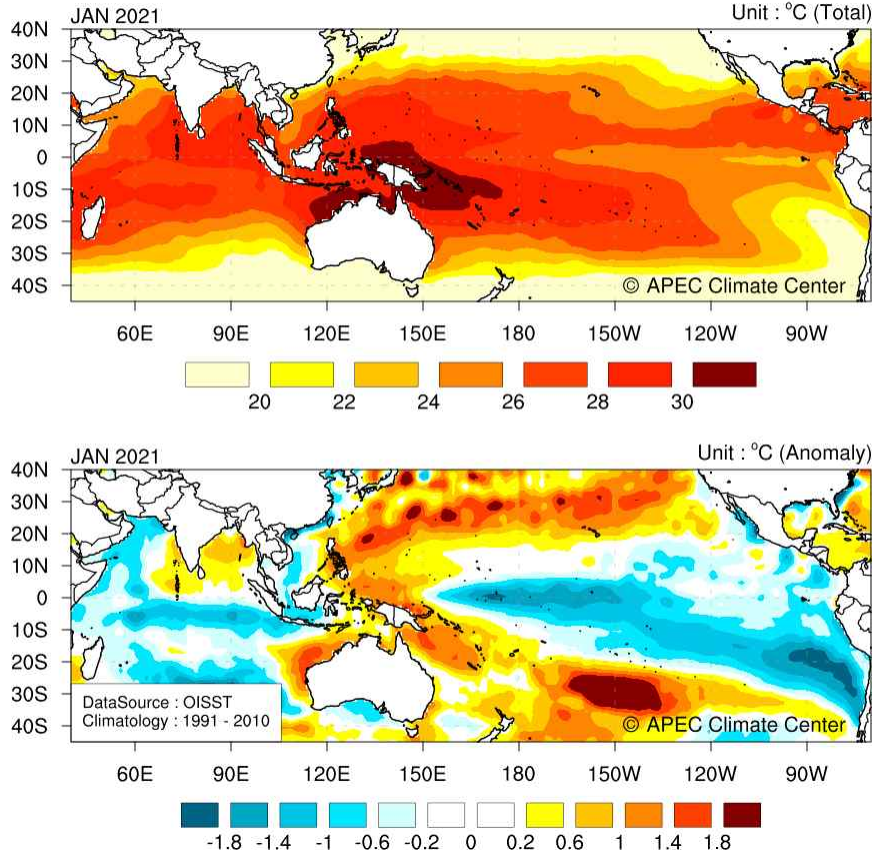 JAN 2021 Unit : °C (Total)
40N
30N
20N
10N
0
10S
20S
30S
40S
© APEC Climate Center
60E 90E 120E 150E 180 150W 120W 90W
20 22 24 26 28 30
JAN 2021 Unit : °C (Anomaly)
40N
30N
20N
10N
0
10S
20S
30S
40S
DataSource : OISST
Climatology : 1991 - 2010
© APEC Climate Center
60E 90E 120E 150E 180 150W 120W 90W
-1.8 -1.4 -1 -0.6 -0.2 0 0.2 0.6 1 1.4 1.8